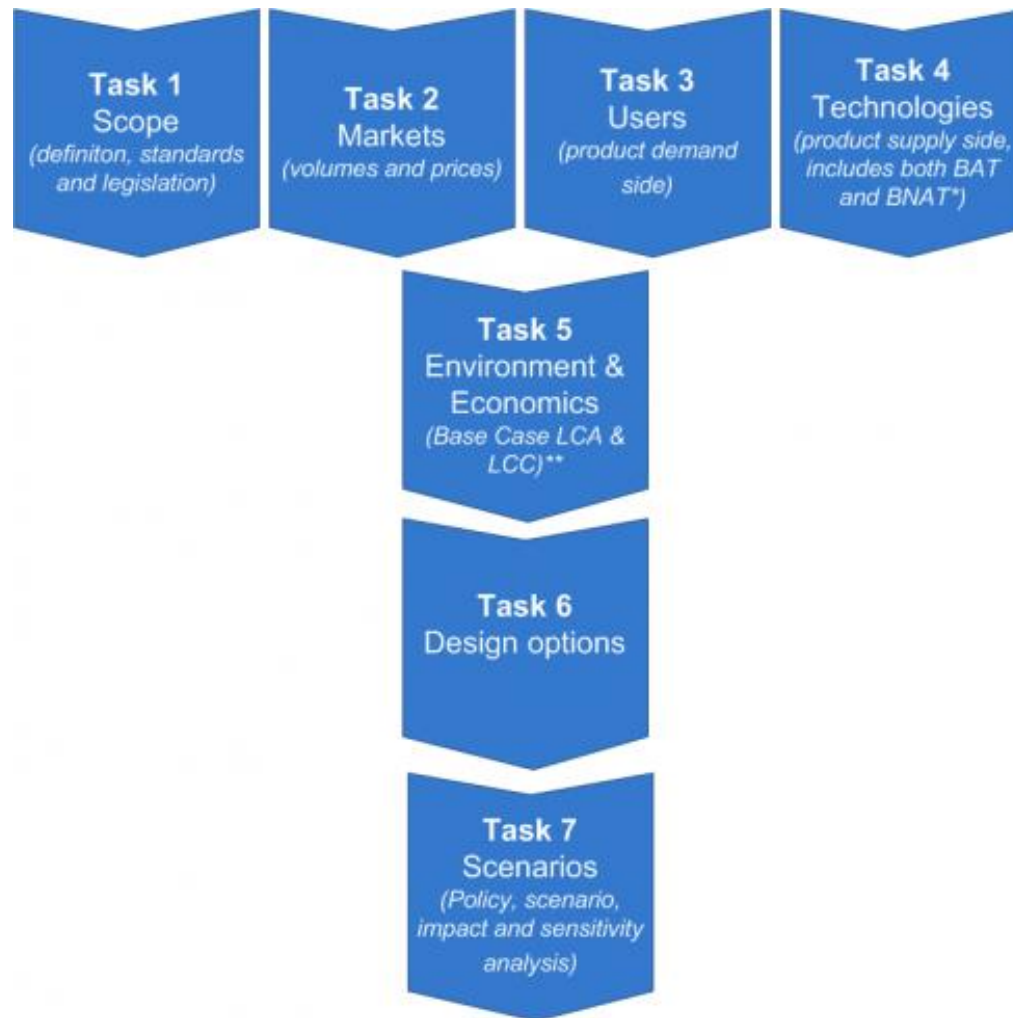 Task 1
Scope
(definiton, standards
and legislation)
Task 2
Markets
(volumes and prices)
Task 3
Users
(product demand
side)
Task 4
Technologies
(product supply side,
includes both BAT
and BNAT*)
Task 5
Environment &
Economics
(Base Case LCA &
LCC)**
Task 6
Design options
Task 7
Scenarios
(Policy, scenario,
impact and sensitivity
analysis)